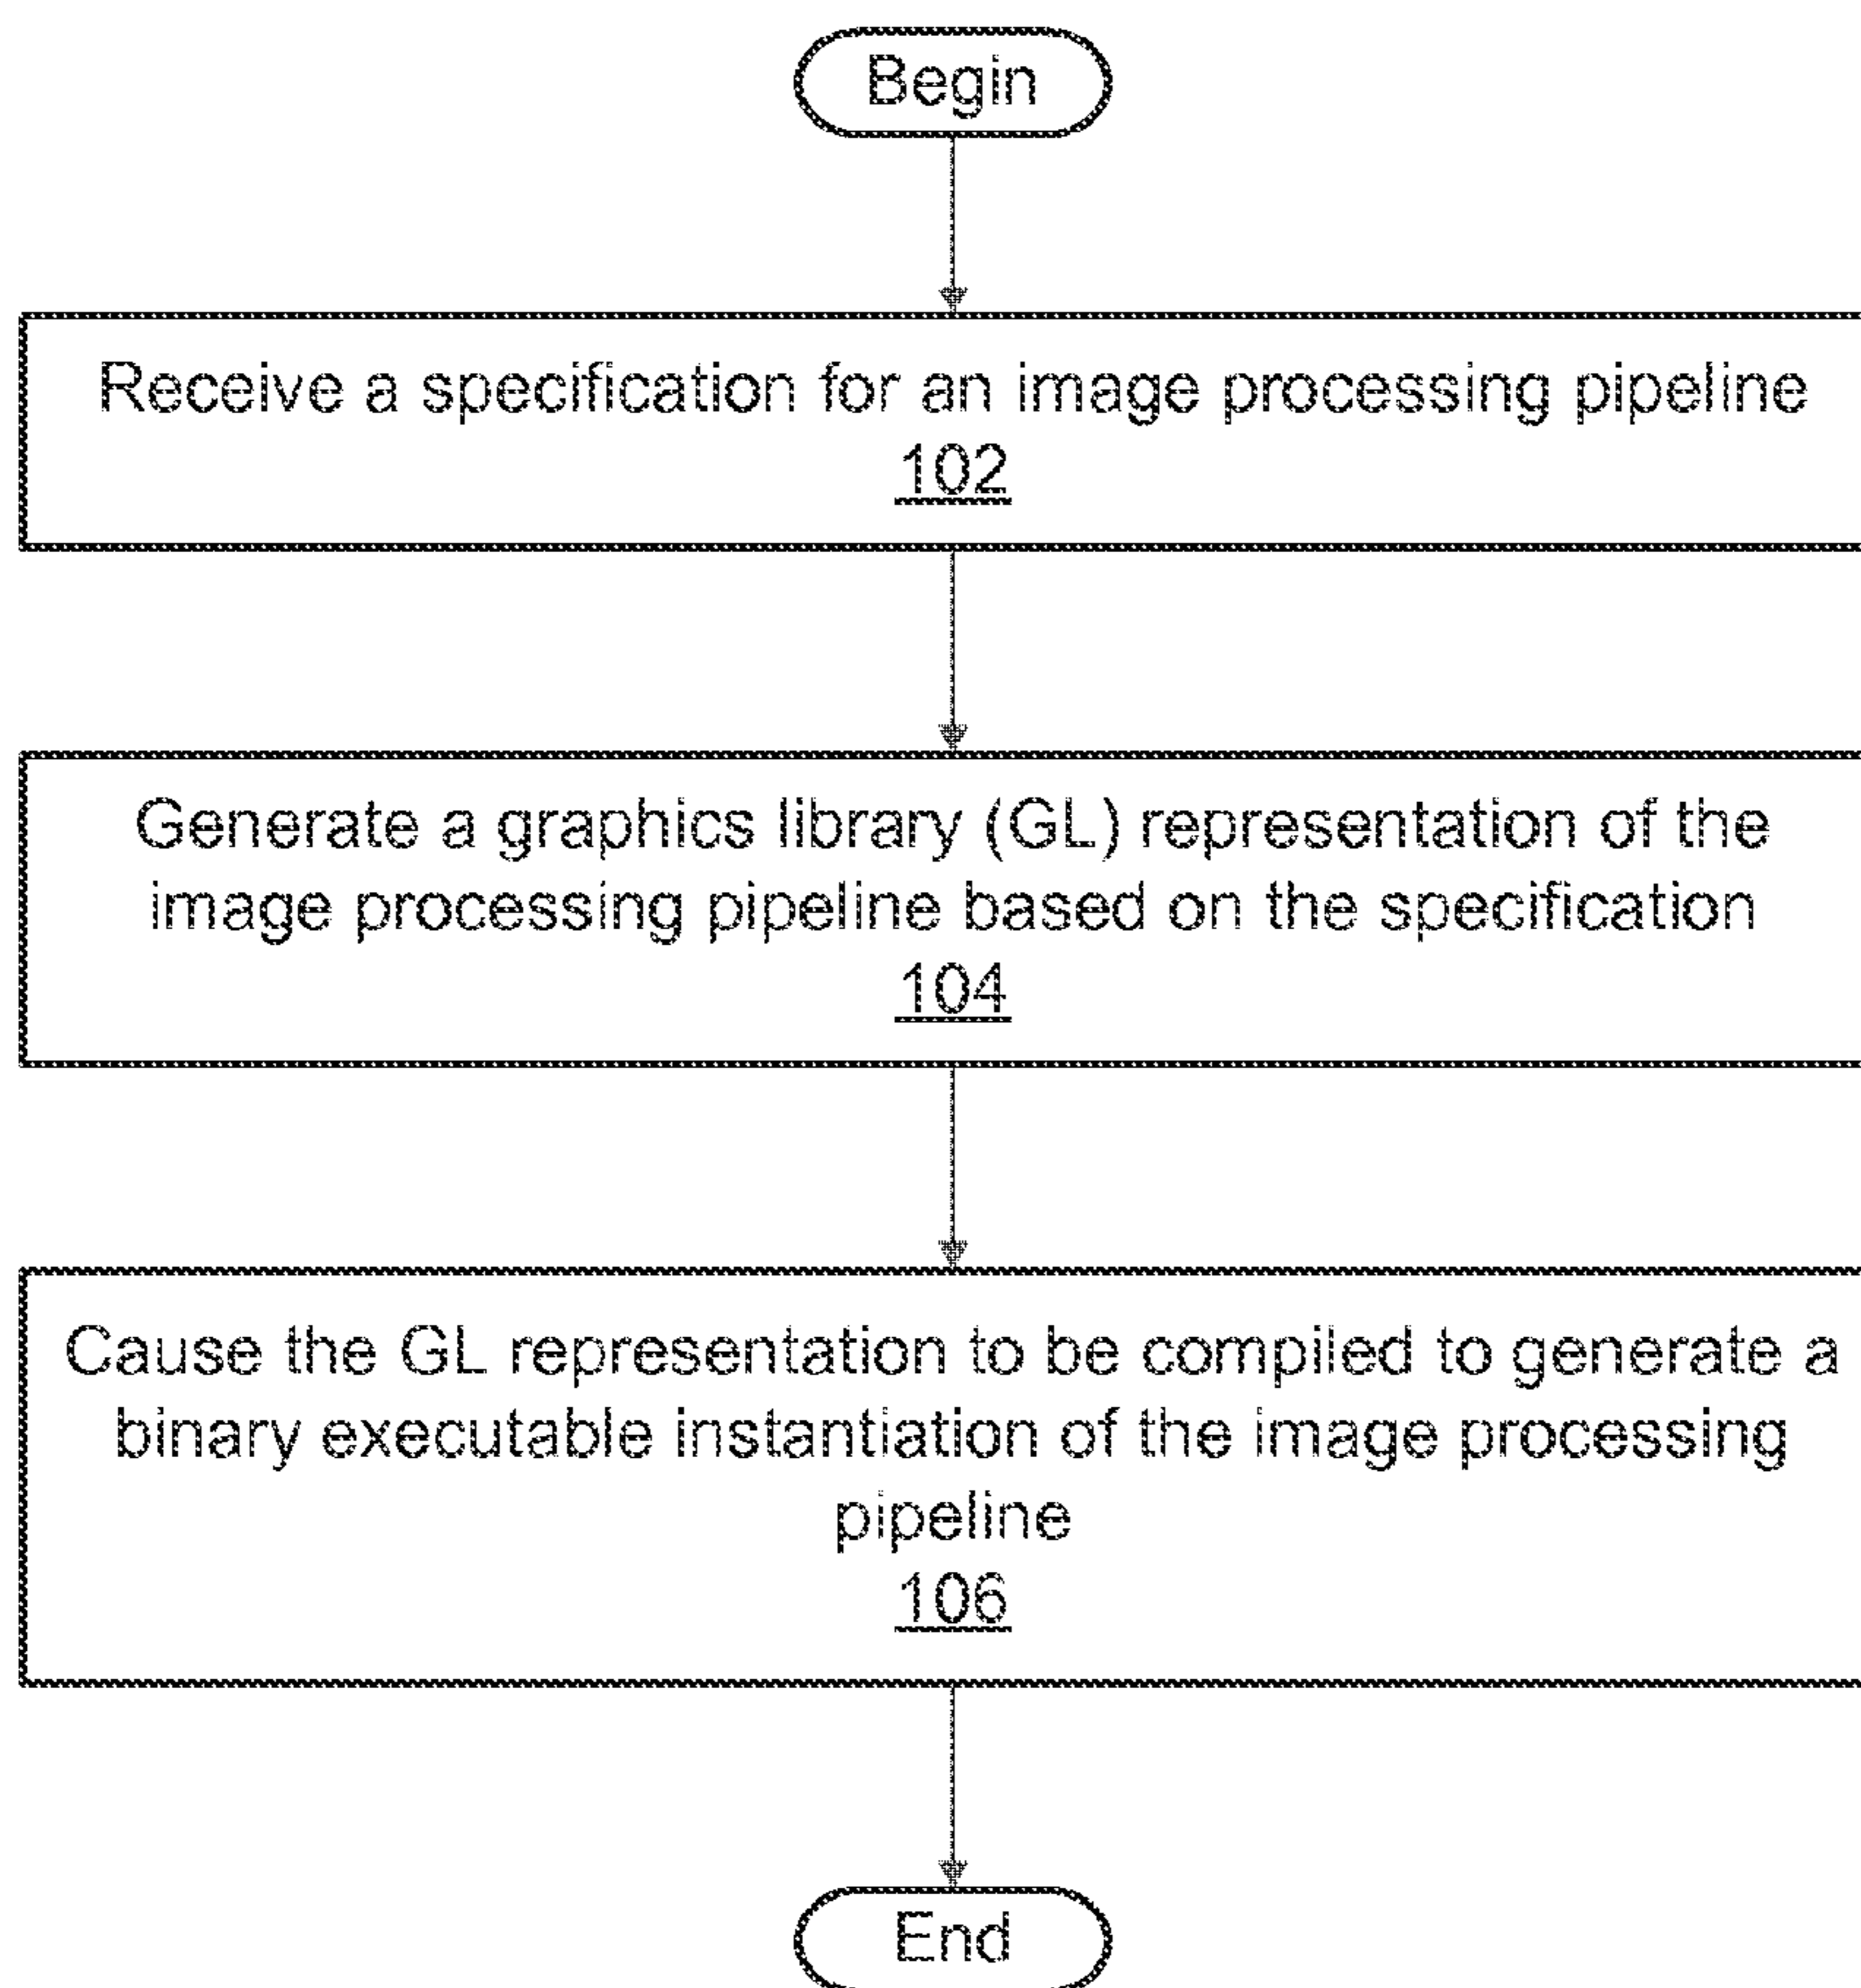 Begin
Receive a specification for an image processing pipeline
102
Generate a graphics library (GL) representation of the
image processing pipeline based on the specification
104
Cause the GL representation to be compiled to generate a
binary executable instantiation of the image processing
pipeline
106
End